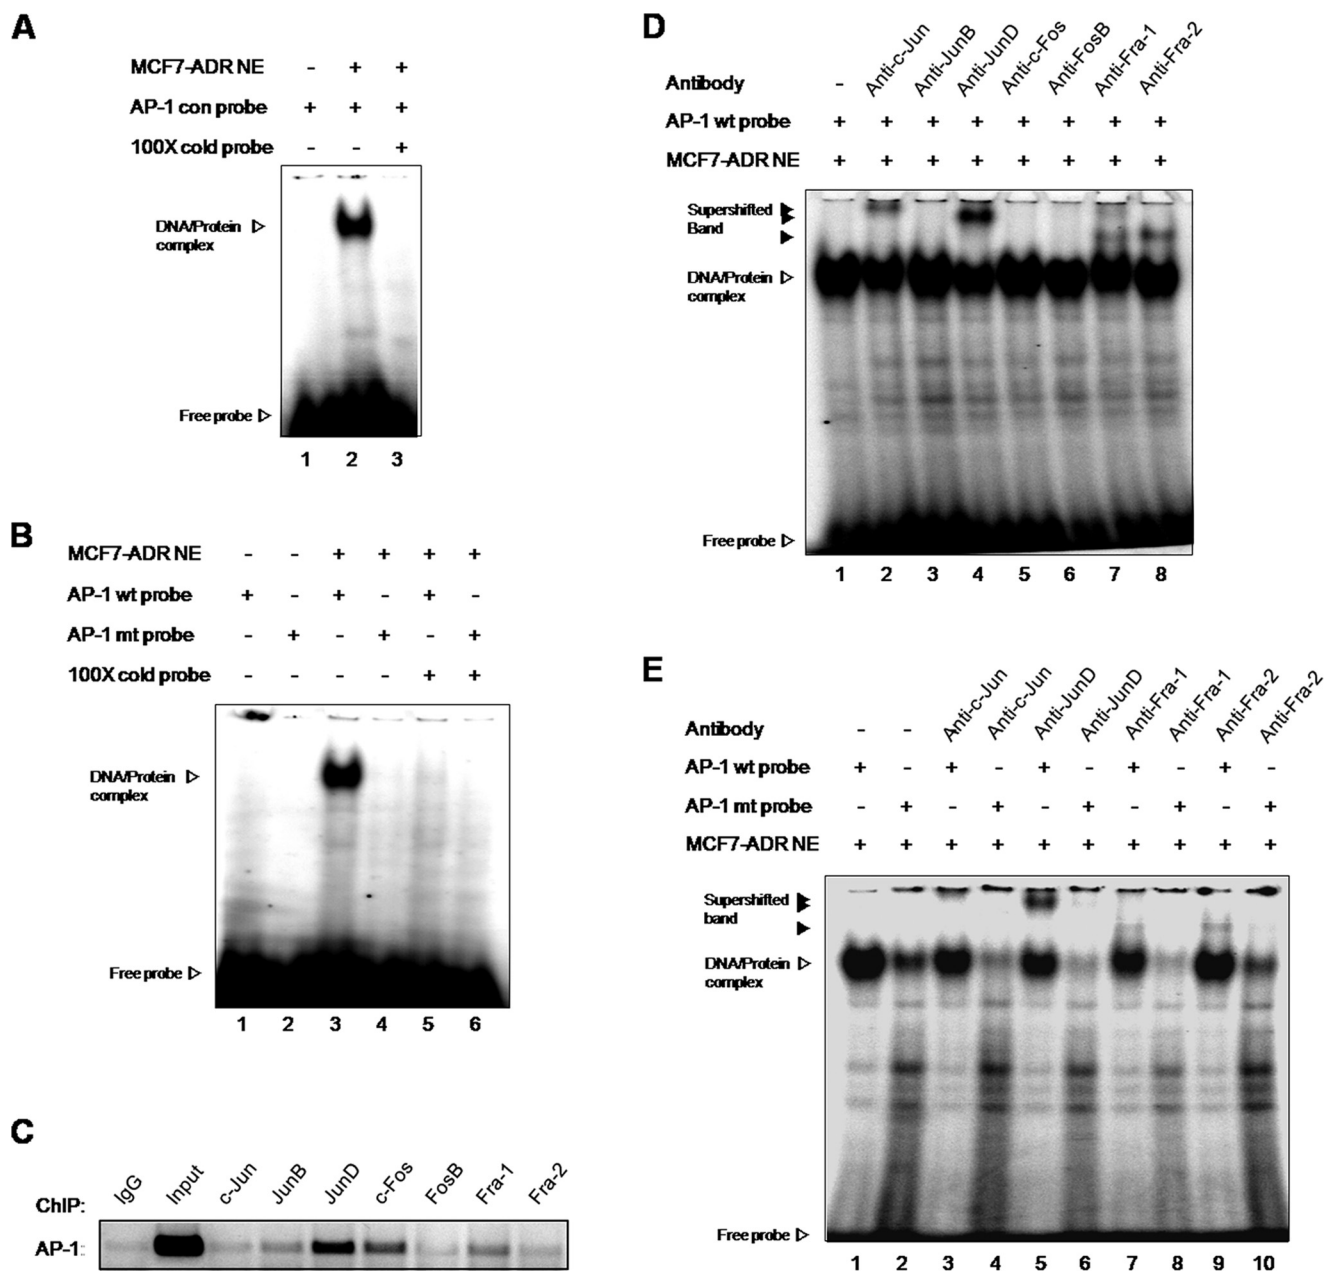 A
MCF7-ADR NE - + +
AP-1 con probe + + +
100X cold probe - - +
DNA/Protein
complex
Free probe
1 2 3
B
MCF7-ADR NE - - + + + +
AP-1 wt probe + - + - + -
AP-1 mt probe - + - + - +
100X cold probe - - - - + +
DNA/Protein
complex
Free probe
1 2 3 4 5 6
C
ChIP: IgG Input c-Jun JunB JunD c-Fos FosB Fra-1 Fra-2
AP-1:
D
Antibody - Anti-c-Jun Anti-JunB Anti-JunD Anti-c-Fos Anti-FosB Anti-Fra-1 Anti-Fra-2
AP-1 wt probe + + + + + + + +
MCF7-ADR NE + + + + + + + +
Supershifted
Band
DNA/Protein
complex
Free probe
1 2 3 4 5 6 7 8
E
Antibody - - Anti-c-Jun Anti-c-Jun Anti-JunD Anti-JunD Anti-Fra-1 Anti-Fra-1 Anti-Fra-2 Anti-Fra-2
AP-1 wt probe + - + - + - + - + -
AP-1 mt probe - + - + - + - + - +
MCF7-ADR NE + + + + + + + + + +
Supershifted
band
DNA/Protein
complex
Free probe
1 2 3 4 5 6 7 8 9 10